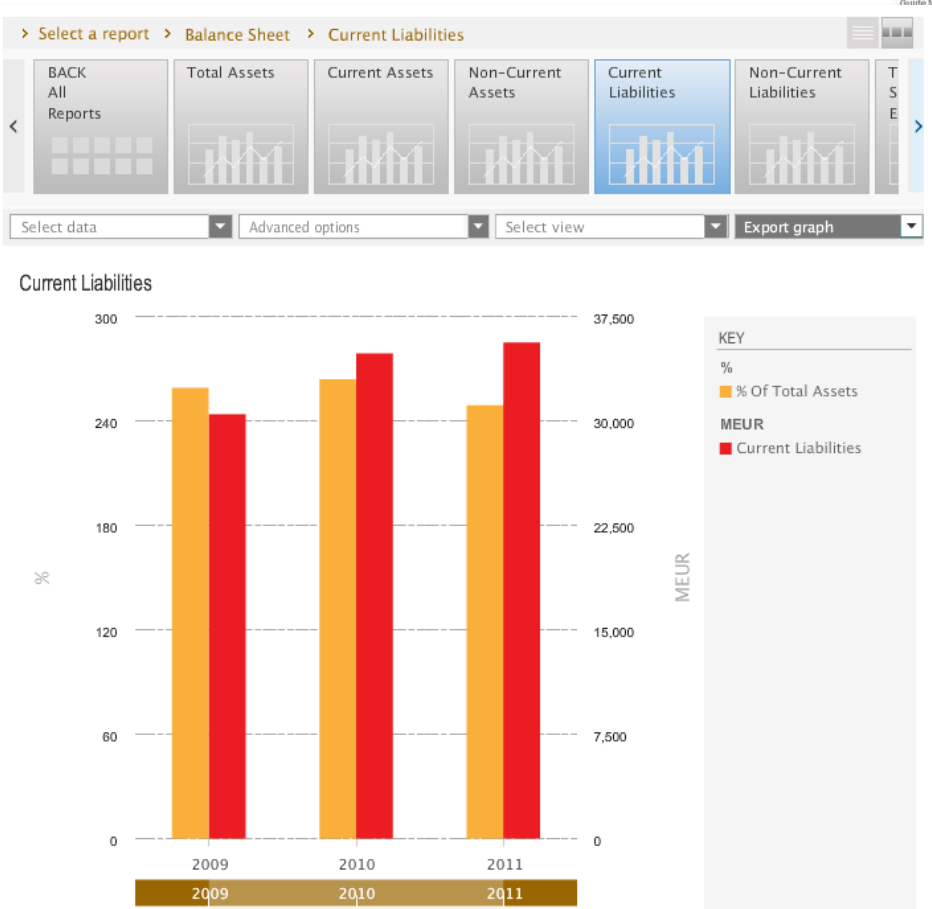 > Select a report > Balance Sheet > Current Liabilities
BACK
All
Reports
Total Assets
Current Assets
Non-Current
Assets
Current
Liabilities
Non-Current
Liabilities
T
S
E
Select data
Advanced options
Select view
Export graph
Current Liabilities
300
240
180
120
60
0
%
37,500
30,000
22,500
15,000
7,500
0
MEUR
2009 2010 2011
2009 2010 2011
KEY
%
% Of Total Assets
MEUR
Current Liabilities